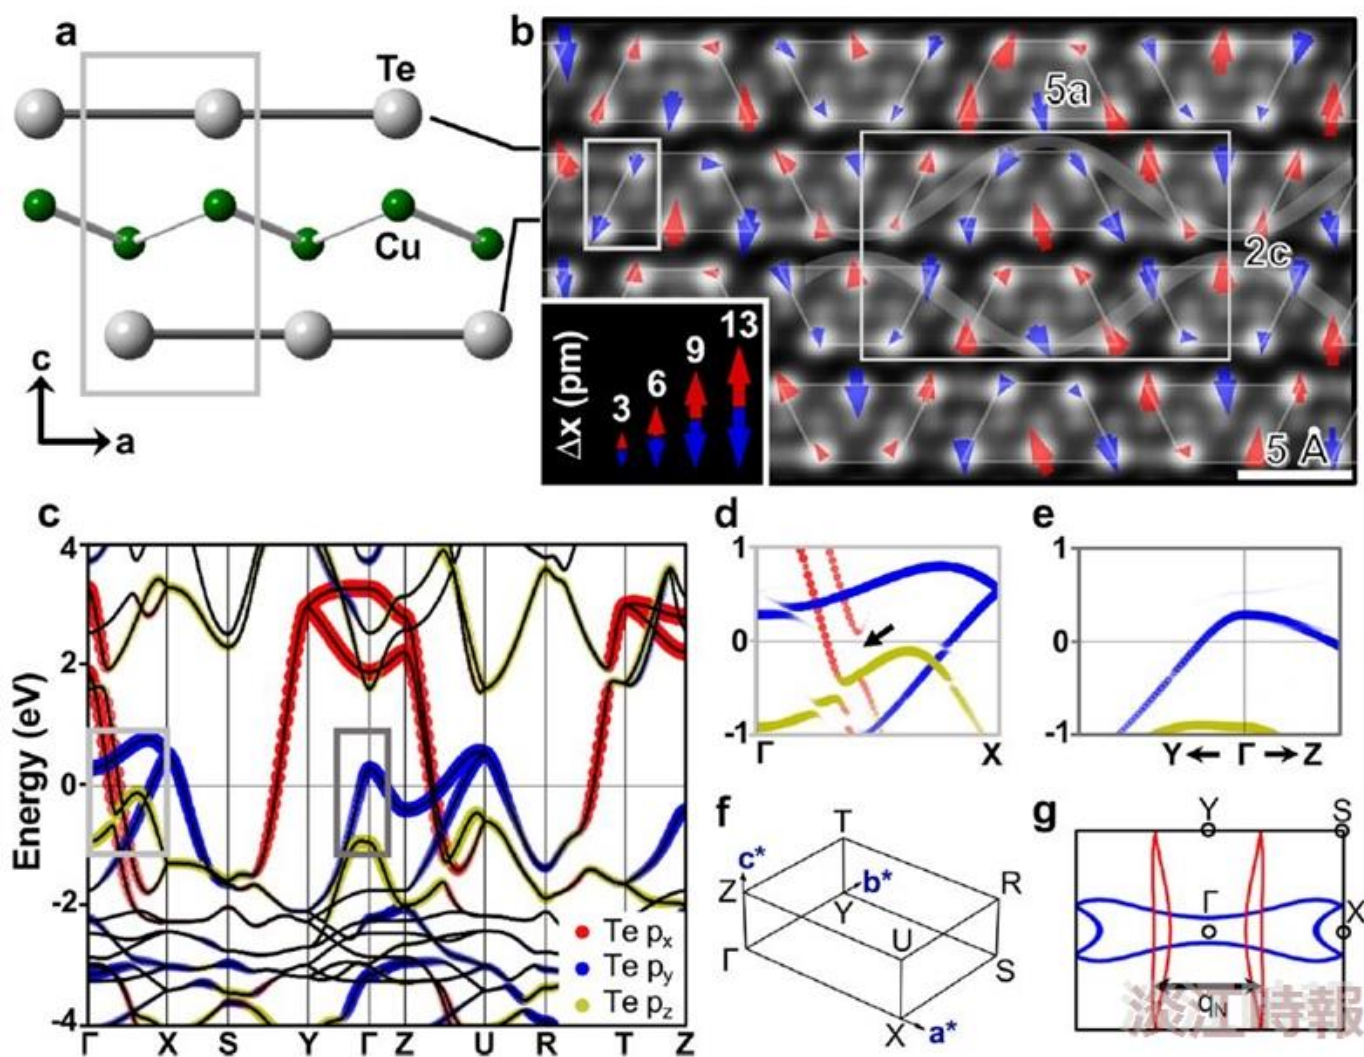 a
Te
Cu
c
a
b
5a
2c
5 Å
Δx (pm)
3
6
9
13
c
Energy (eV)
4
2
0
-2
-4
Te px
Te py
Te pz
Γ X S Y Γ Z U R T Z
d
1
0
-1
Γ X
e
1
0
-1
Y Γ Z
f
T
c*
Z
b*
R
Y
U
Γ
S
X
a*
g
Y
S
Γ
X
qN
淡江時報